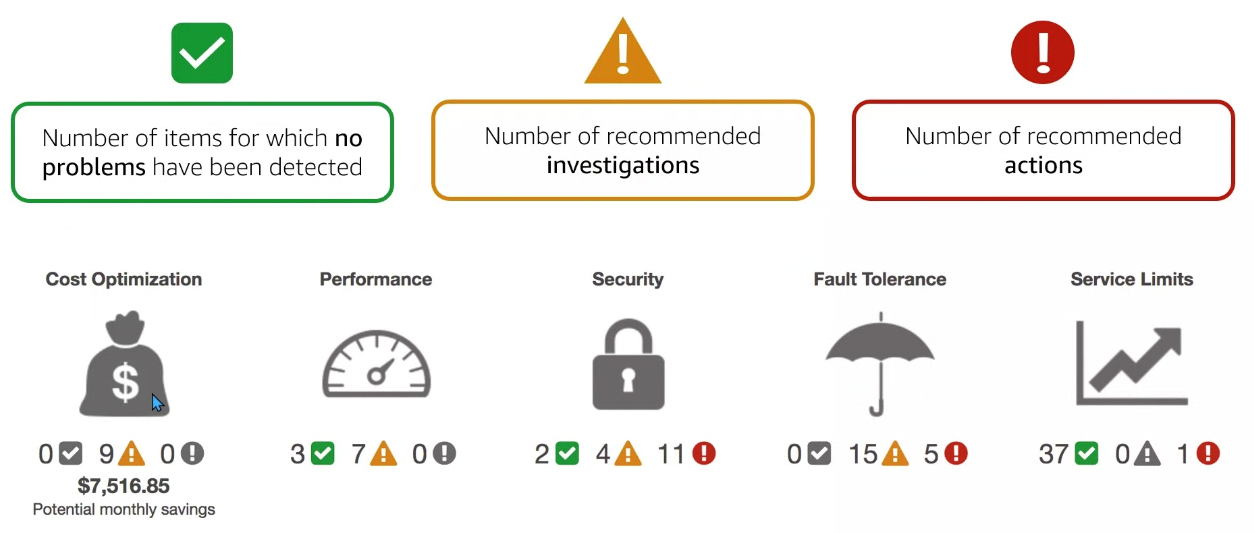 Number of items for which no
problems have been detected
Number of recommended
investigations
Number of recommended
actions
Cost Optimization
Performance
Security
Fault Tolerance
Service Limits
$
0 9 0
3 7 0
2 4 11
0 15 5
37 0 1
$7,516.85
Potential monthly savings